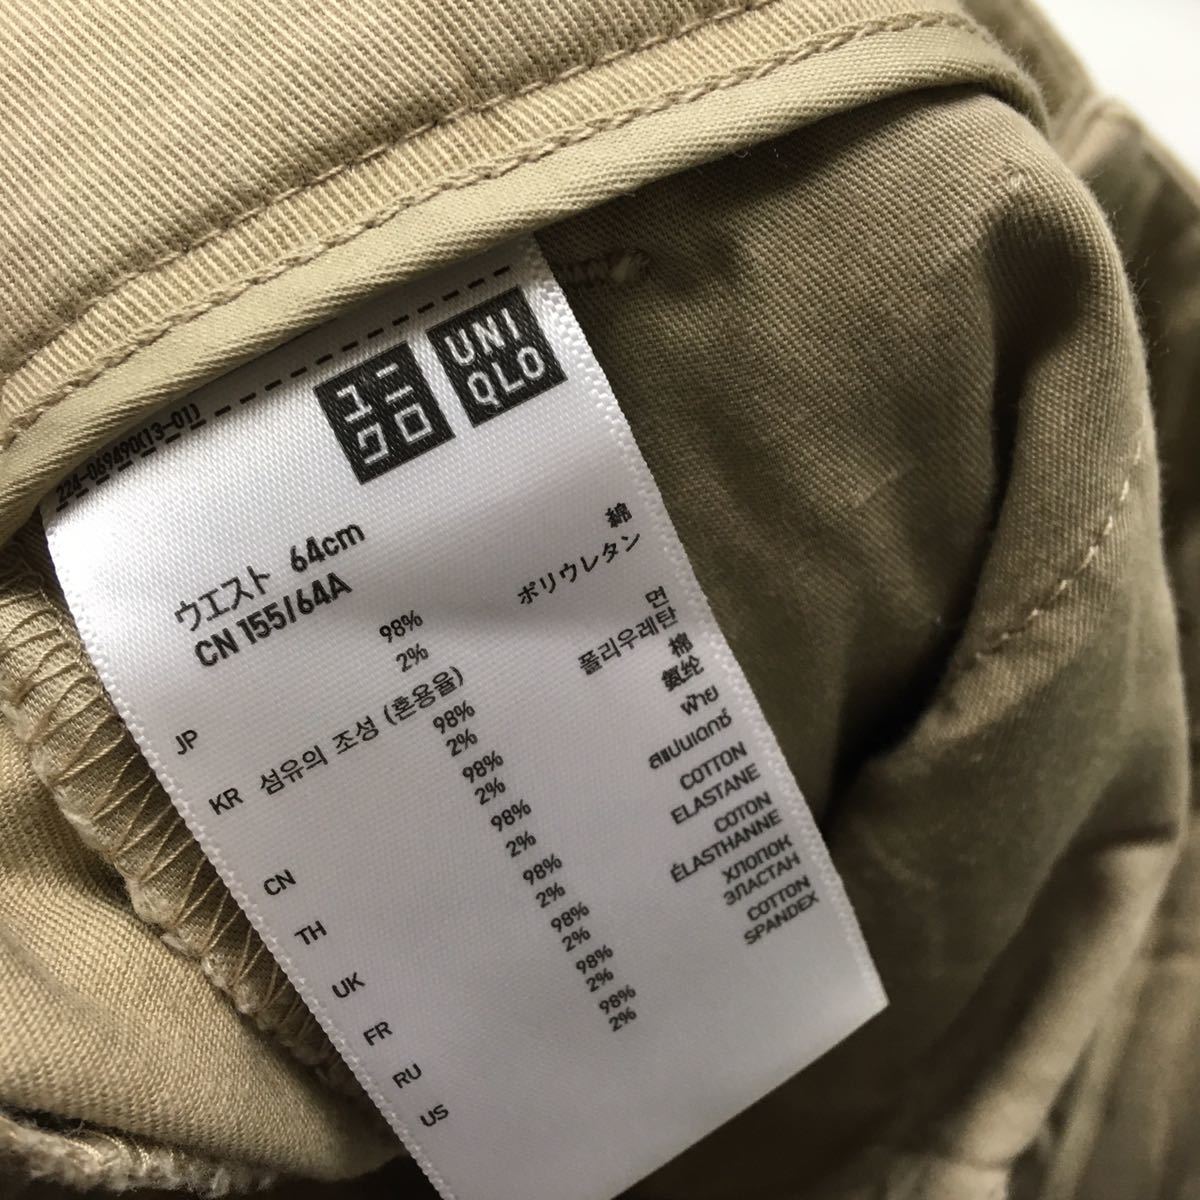 224-069490(13-01)
ユニ
クロ
UNI
QLO
ウエスト 64cm
CN 155/64A
JP 98% 綿
2% ポリウレタン
KR 섬유의 조성 (혼용율)
98% 면
2% 폴리우레탄
CN 98% 棉
2% 氨纶
TH 98% ฝ้าย
2% สแปนเดกซ์
UK 98% COTTON
2% ELASTANE
FR 98% COTON
2% ÉLASTHANNE
RU 98% ХЛОПОК
2% ЭЛАСТАН
US 98% COTTON
2% SPANDEX